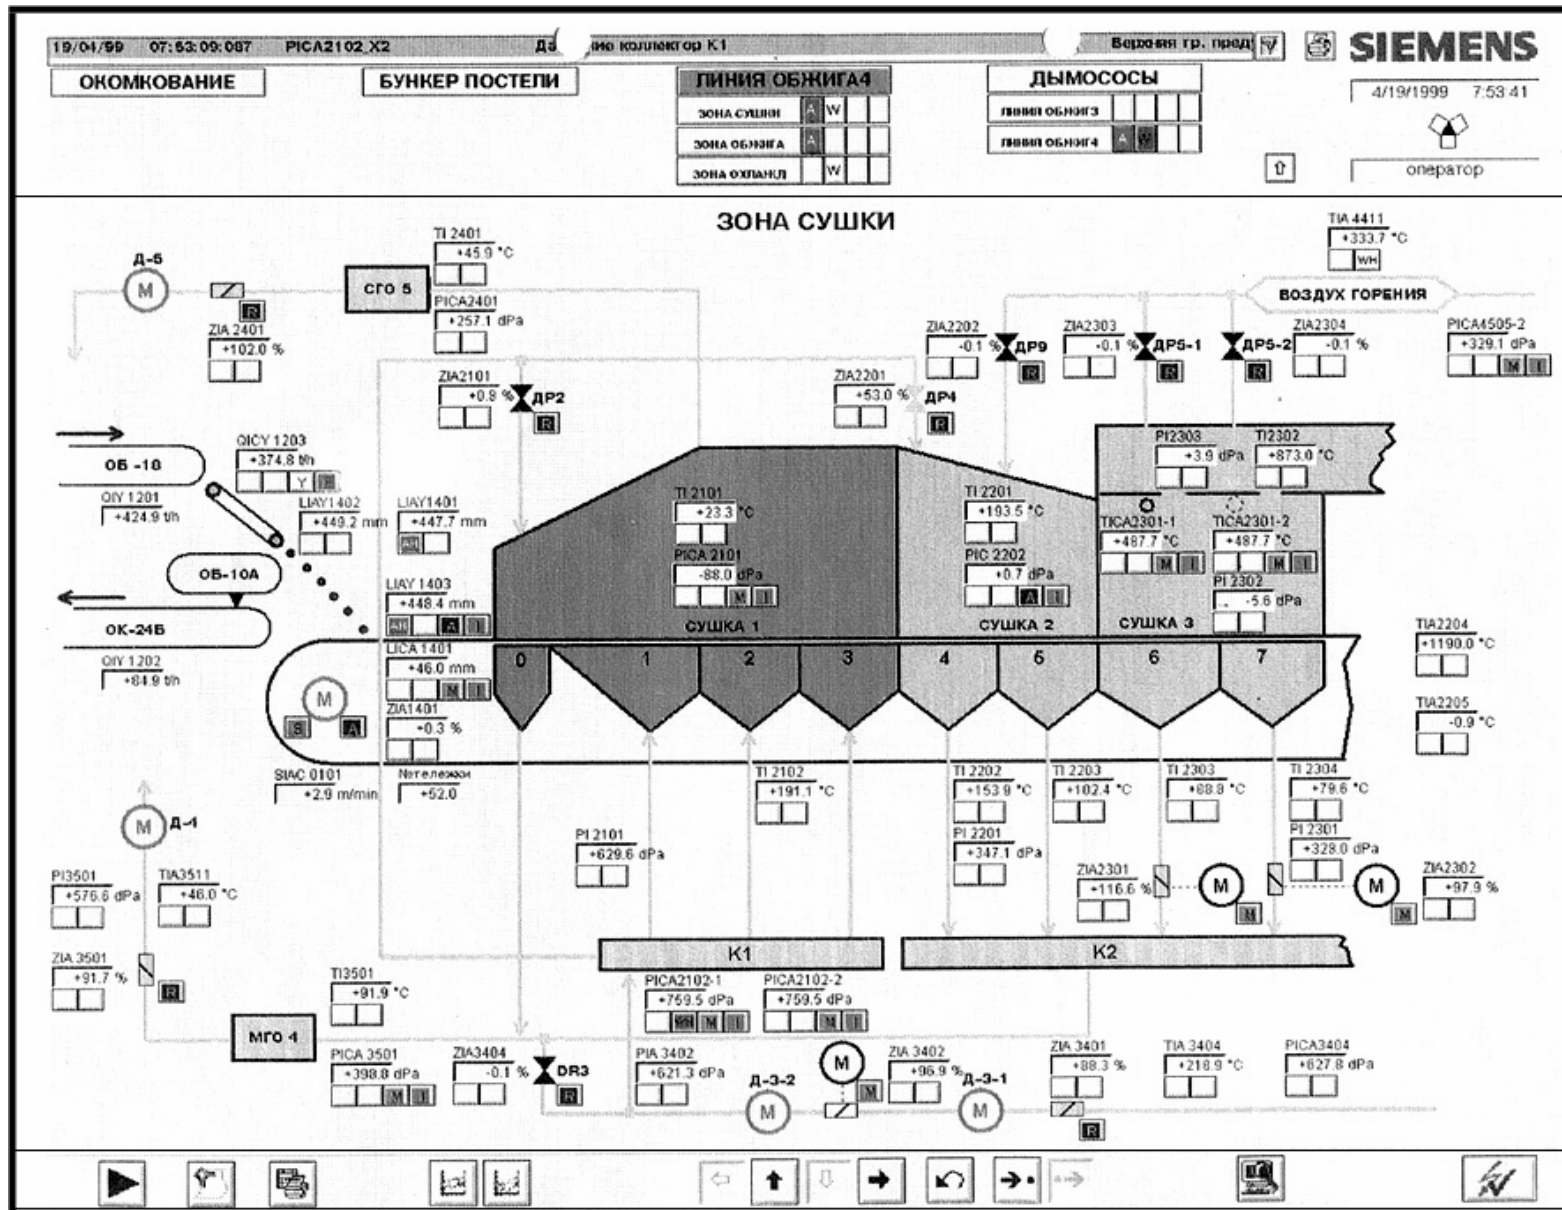 19/04/99 07:53:09:087 PICA2102_X2 Да ние коллектор К1 Верхняя гр. пред
SIEMENS
ОКОМКОВАНИЕ
БУНКЕР ПОСТЕЛИ
ЛИНИЯ ОБЖИГА4
ДЫМОСОСЫ
4/19/1999 7:53:41
ЗОНА СУШКИ A W
ЛИНИЯ ОБЖИГ3
ЗОНА ОБЖИГА A
ЛИНИЯ ОБЖИГ4 A W
ЗОНА ОХЛАЖД W
оператор
ЗОНА СУШКИ
TI 2401
+45.9 °C
TIA 4411
+333.7 °C
WH
Д-5
M
R
СГО 5
PICA2401
+257.1 dPa
ВОЗДУХ ГОРЕНИЯ
ZIA 2401
+102.0 %
ZIA2202
-0.1 %
ДР9
R
ZIA2303
-0.1 %
ДР5-1
R
ДР5-2
R
ZIA2304
-0.1 %
PICA4505-2
+329.1 dPa
M I
ZIA2101
+0.8 %
ДР2
R
ZIA2201
+53.0 %
ДР4
R
ОБ -18
QICY 1203
+374.8 t/h
Y
QIY 1201
+424.9 t/h
LIAY1402
+449.2 mm
LIAY1401
+447.7 mm
AH
PI2303
+3.9 dPa
TI2302
+873.0 °C
TI 2101
+23.3 °C
TI 2201
+193.5 °C
TICA2301-1
+487.7 °C
M I
TICA2301-2
+487.7 °C
M I
PICA 2101
-88.0 dPa
M I
PIC 2202
+0.7 dPa
A I
PI 2302
-5.6 dPa
ОБ-10А
LIAY 1403
+448.4 mm
AH A I
ОК-24Б
СУШКА 1
СУШКА 2
СУШКА 3
TIA2204
+1190.0 °C
QIY 1202
+84.9 t/h
LICA 1401
+46.0 mm
M I
0 1 2 3 4 5 6 7
M
S A
ZIA1401
+0.3 %
TIA2205
-0.9 °C
SIAC 0101
+2.9 m/min
№тележки
+52.0
TI 2102
+191.1 °C
TI 2202
+153.9 °C
TI 2203
+102.4 °C
TI 2303
+68.8 °C
TI 2304
+79.6 °C
M
Д-4
PI 2101
+629.6 dPa
PI 2201
+347.1 dPa
PI 2301
+328.0 dPa
PI3501
+576.6 dPa
TIA3511
+46.0 °C
ZIA2301
+116.6 %
M
M
M
M
ZIA2302
+97.9 %
ZIA 3501
+91.7 %
R
К1
К2
TI3501
+91.9 °C
PICA2102-1
+759.5 dPa
WH M I
PICA2102-2
+759.5 dPa
M I
МГО 4
PICA 3501
+398.8 dPa
M I
ZIA3404
-0.1 %
DR3
R
PIA 3402
+621.3 dPa
M
M
ZIA 3402
+96.9 %
ZIA 3401
+88.3 %
R
TIA 3404
+218.9 °C
PICA3404
+627.8 dPa
Д-3-2
M
Д-3-1
M